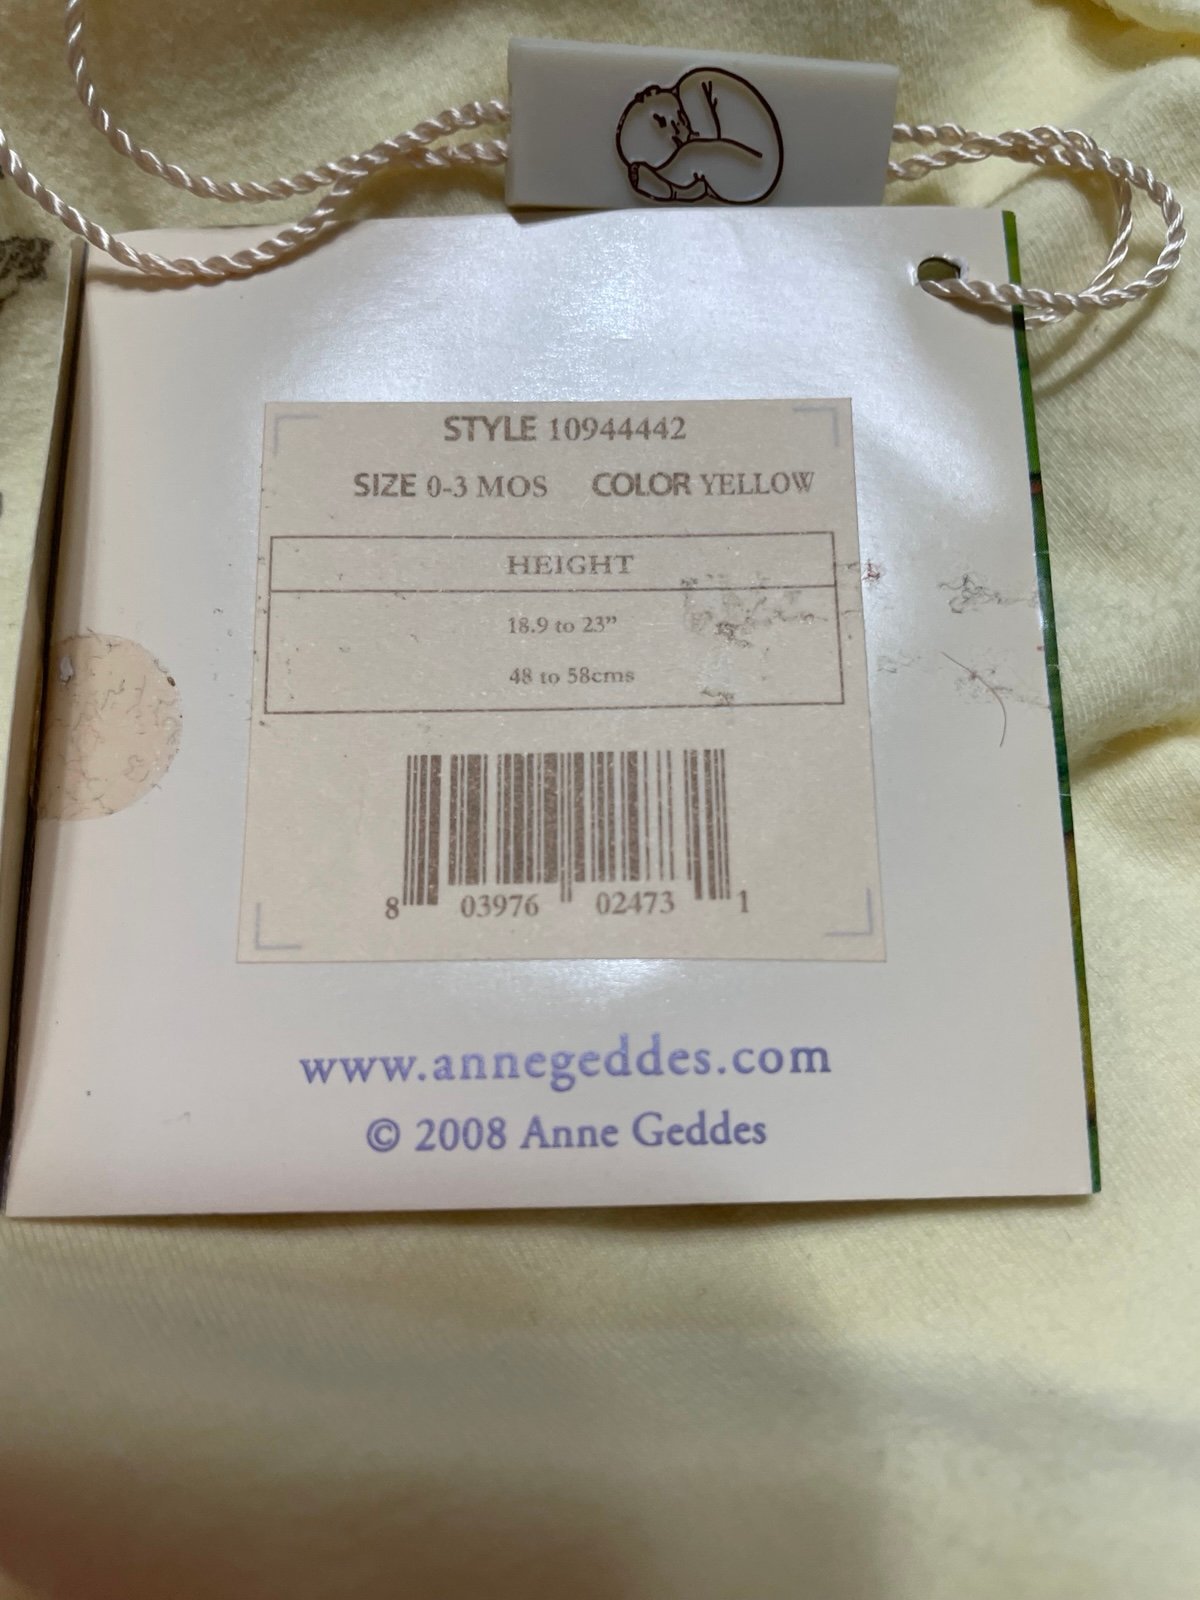 STYLE 10944442
SIZE 0-3 MOS COLOR YELLOW
HEIGHT
18.9 to 23”
48 to 58cms
8 03976 02473 1
www.annegeddes.com
© 2008 Anne Geddes